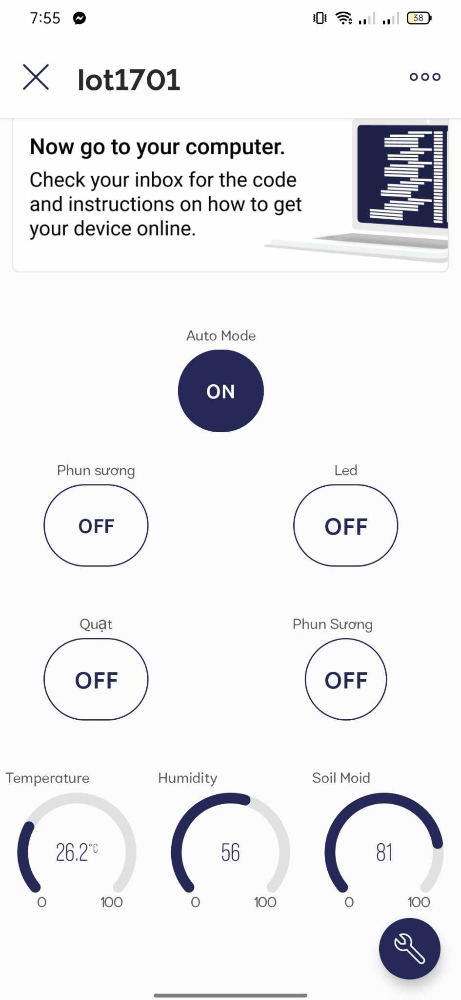 7:55
38
Iot1701
Now go to your computer.
Check your inbox for the code
and instructions on how to get
your device online.
Auto Mode
ON
Phun sương
Led
OFF
OFF
Quạt
Phun Sương
OFF
OFF
Temperature
Humidity
Soil Moid
26.2°C
56
81
0
100
0
100
0
100